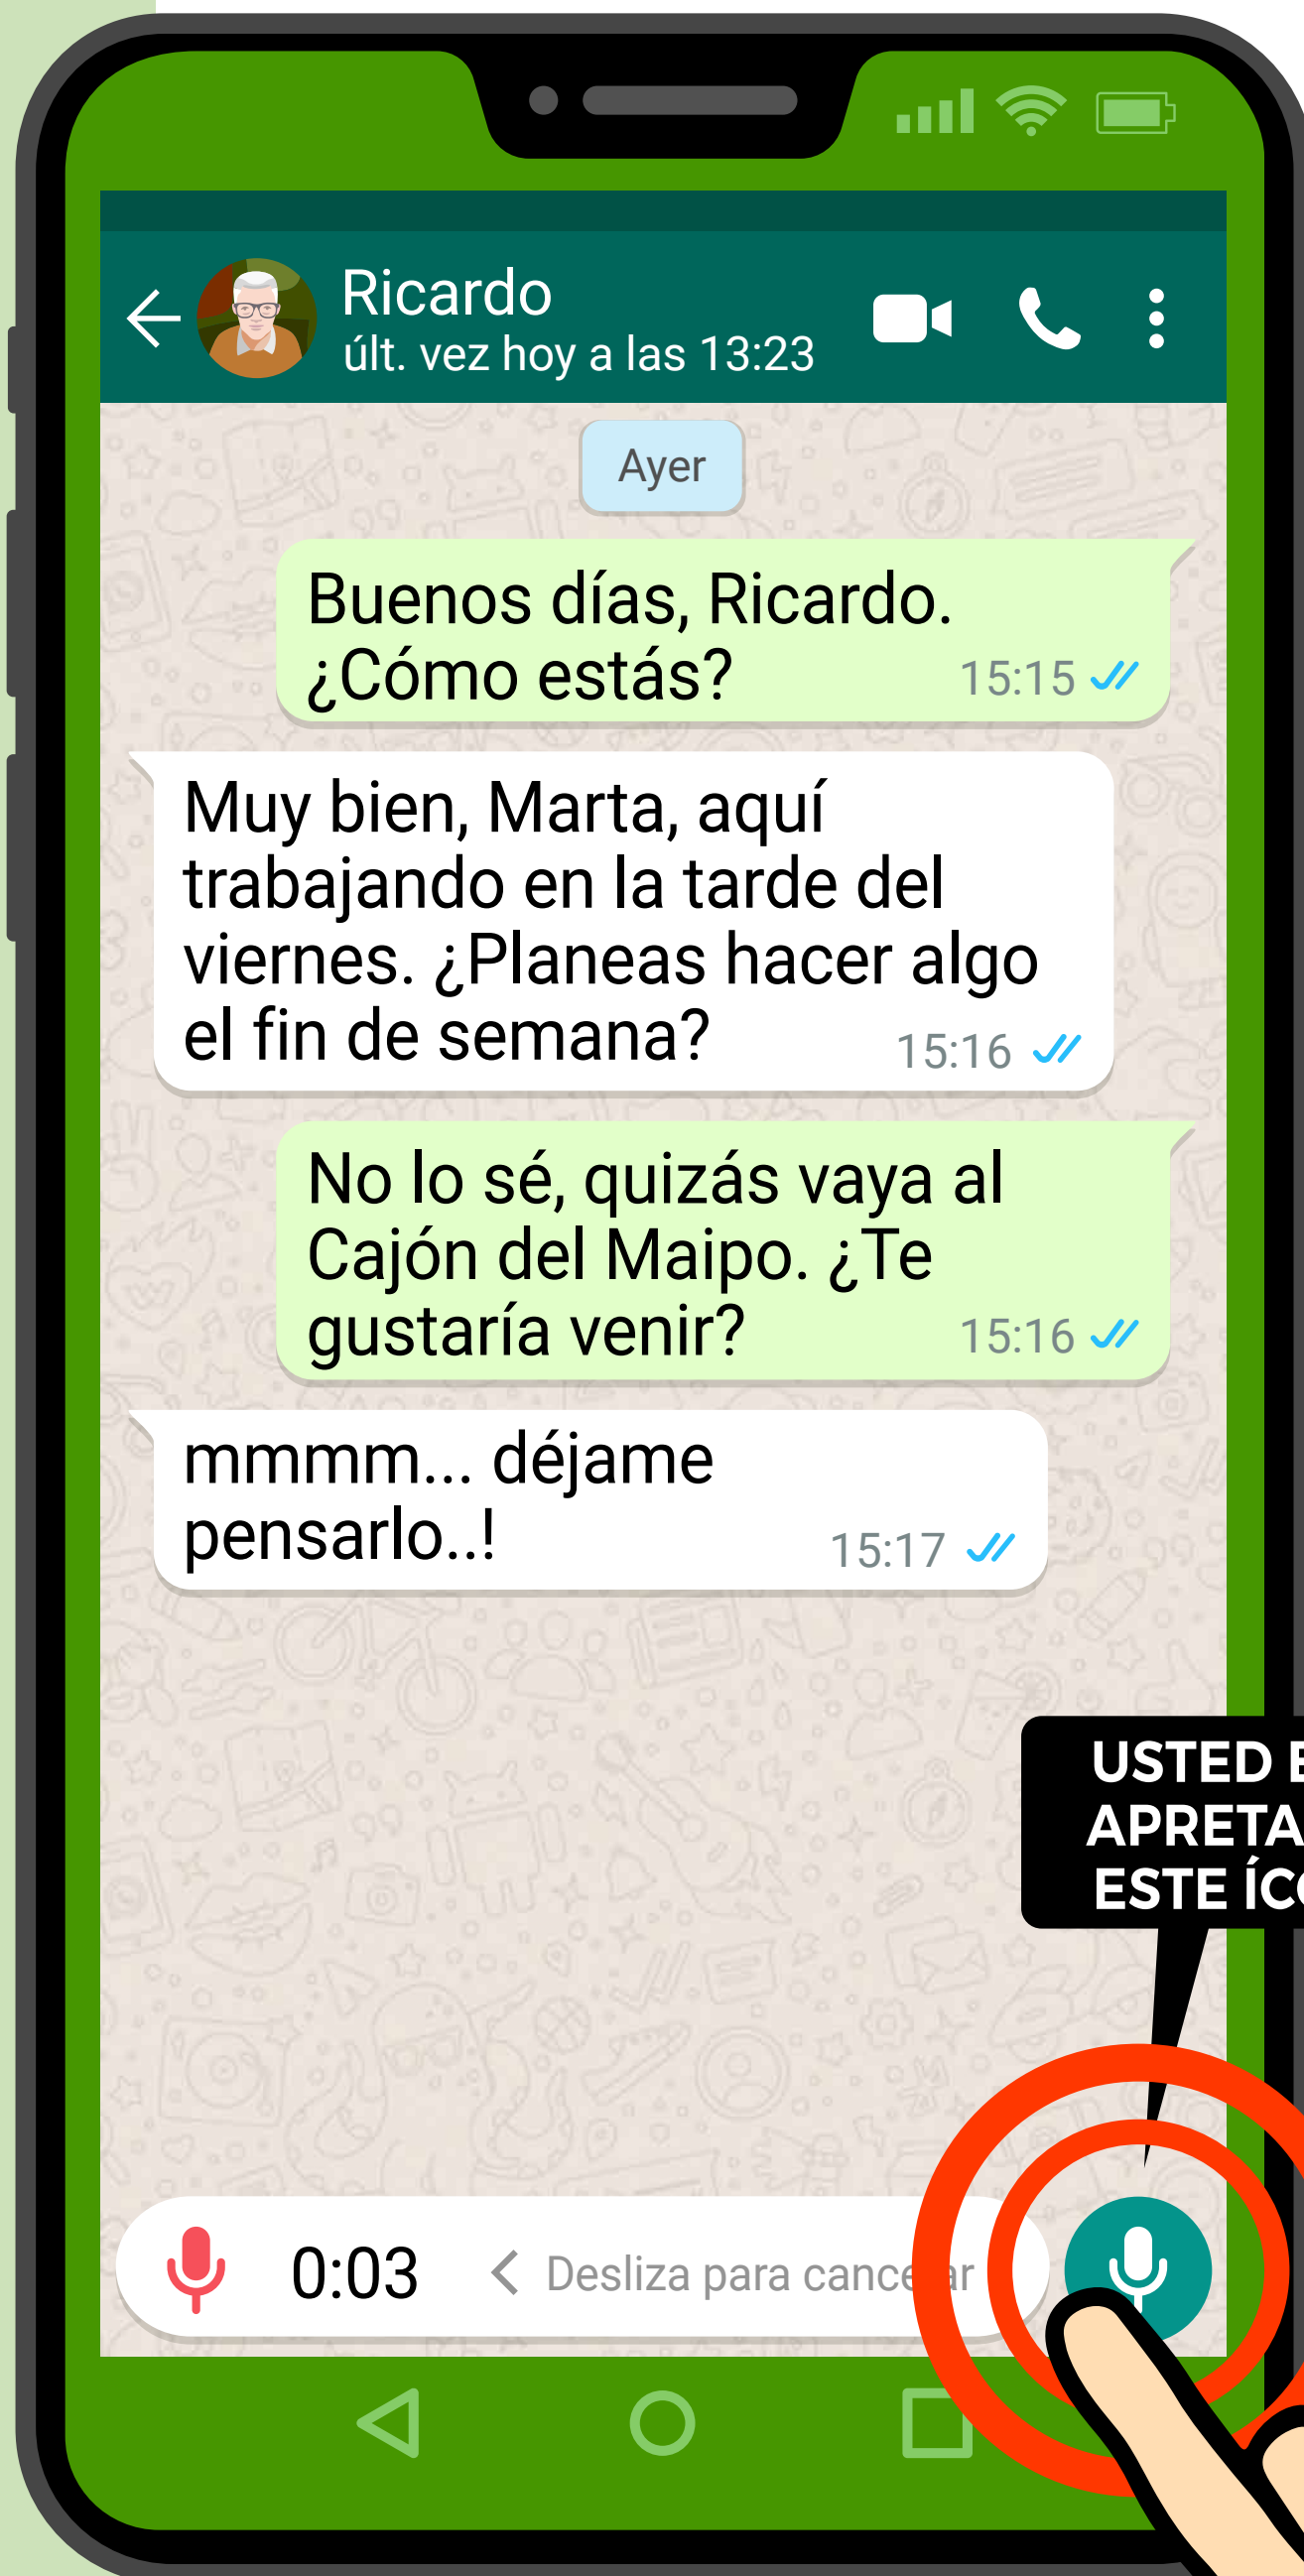 Ricardo
últ. vez hoy a las 13:23
Ayer
Buenos días, Ricardo.
¿Cómo estás? 15:15
Muy bien, Marta, aquí
trabajando en la tarde del
viernes. ¿Planeas hacer algo
el fin de semana? 15:16
No lo sé, quizás vaya al
Cajón del Maipo. ¿Te
gustaría venir? 15:16
mmmm... déjame
pensarlo..! 15:17
USTED
ESTE
0:03 Desliza para cancelar